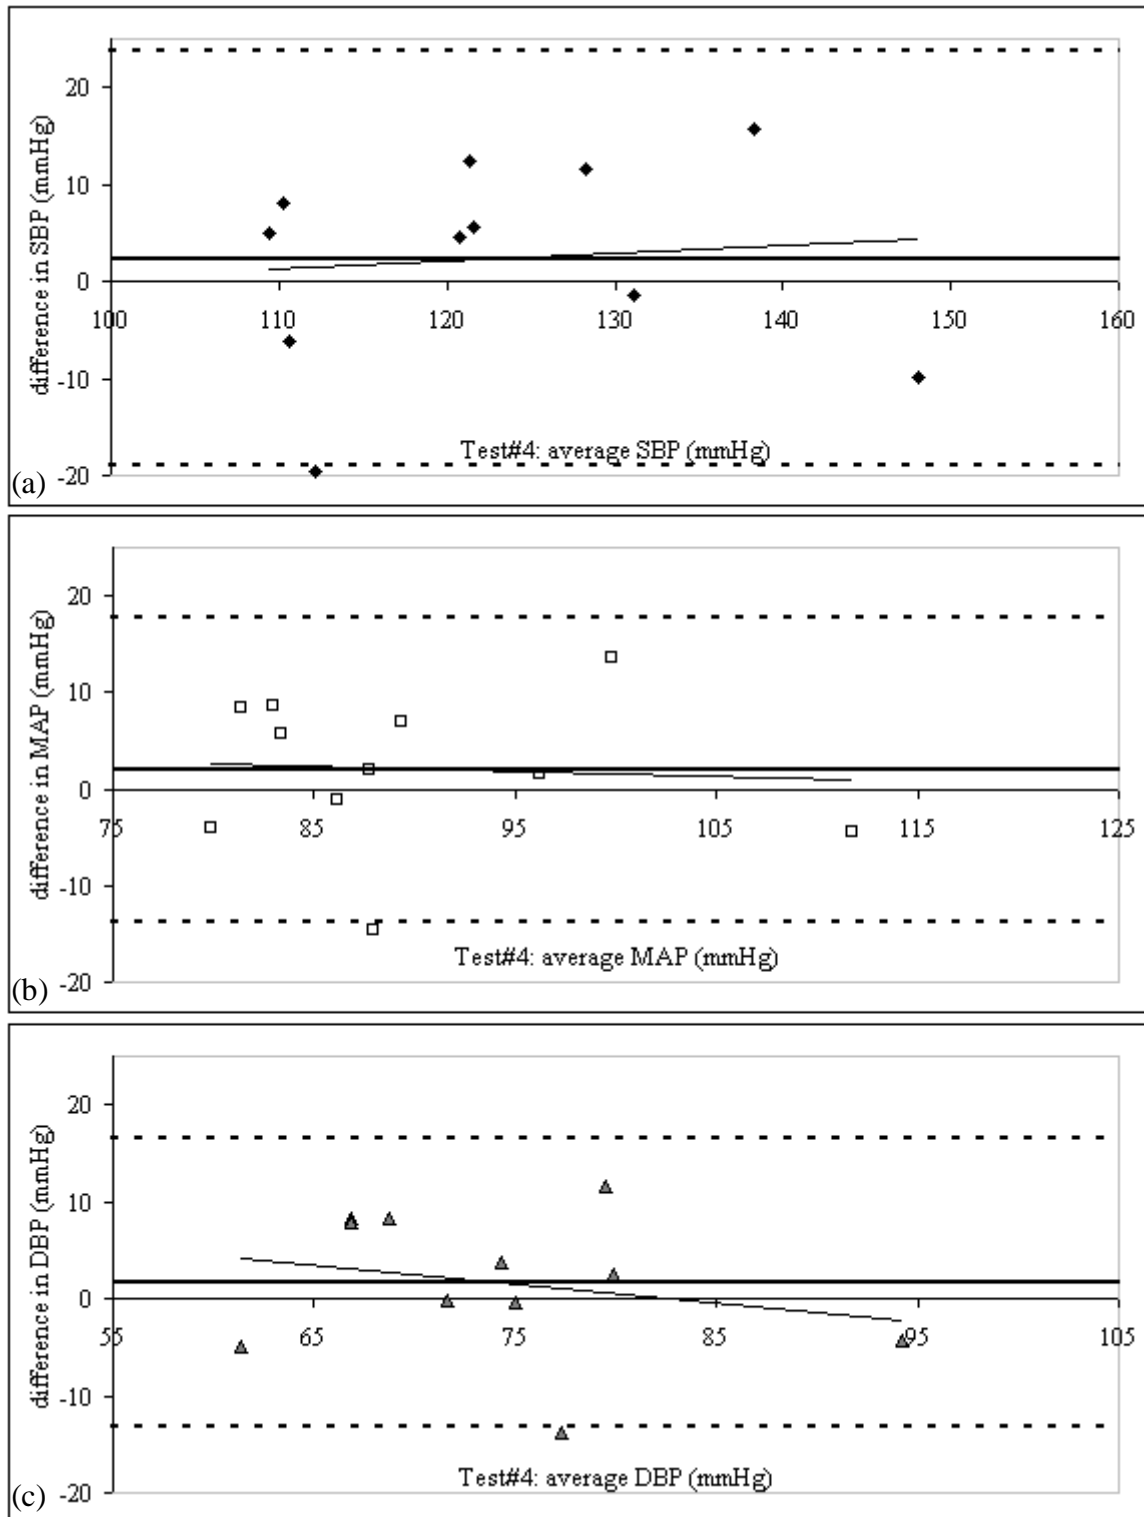 difference in SBP (mmHg)
20
10
0
-10
-20
100 110 120 130 140 150 160
Test#4: average SBP (mmHg)
(a)
difference in MAP (mmHg)
20
10
0
-10
-20
75 85 95 105 115 125
Test#4: average MAP (mmHg)
(b)
difference in DBP (mmHg)
20
10
0
-10
-20
55 65 75 85 95 105
Test#4: average DBP (mmHg)
(c)